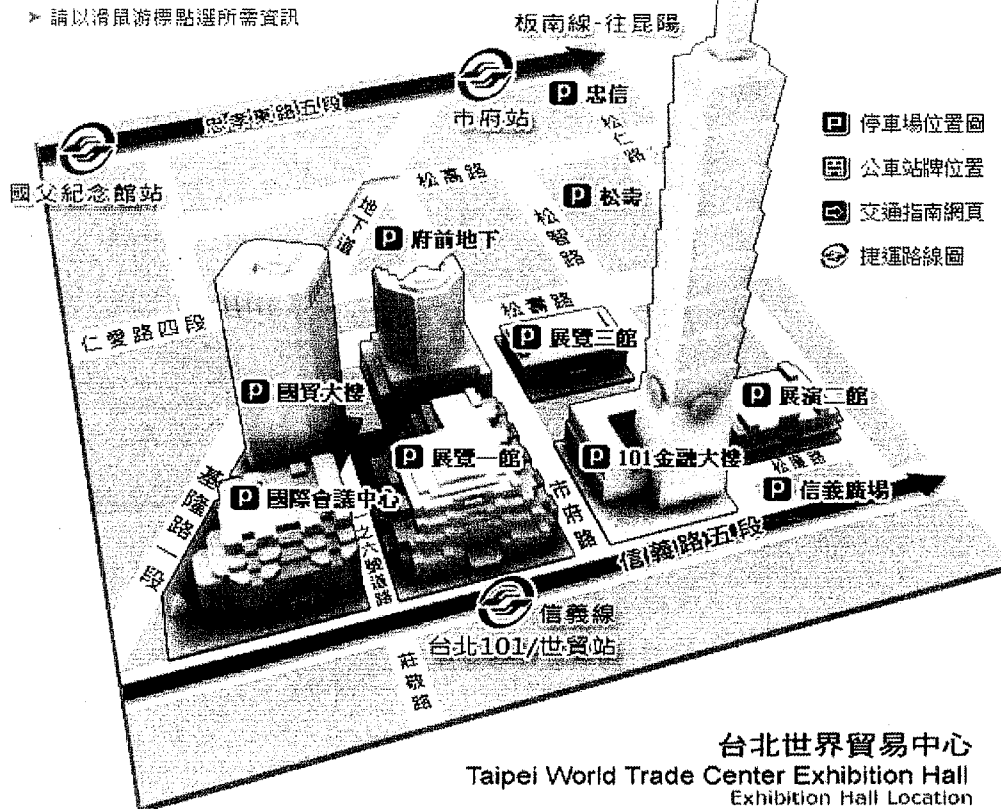 ➤ 請以滑鼠游標點選所需資訊
板南線-往昆陽
忠孝東路五段
市府站
國父紀念館站
P 忠信
松仁路
P 停車場位置圖
公車站牌位置
交通指南網頁
捷運路線圖
松高路
地下道
P 松壽
松智路
P 府前地下
仁愛路四段
松壽路
P 展覽三館
P 國貿大樓
P 展演二館
P 展覽一館
P 101金融大樓
松廉路
P 國際會議中心
P 信義廣場
基隆路一段
市府路
之六號道路
信義路五段
信義線
台北101/世貿站
莊敬路
台北世界貿易中心
Taipei World Trade Center Exhibition Hall
Exhibition Hall Location